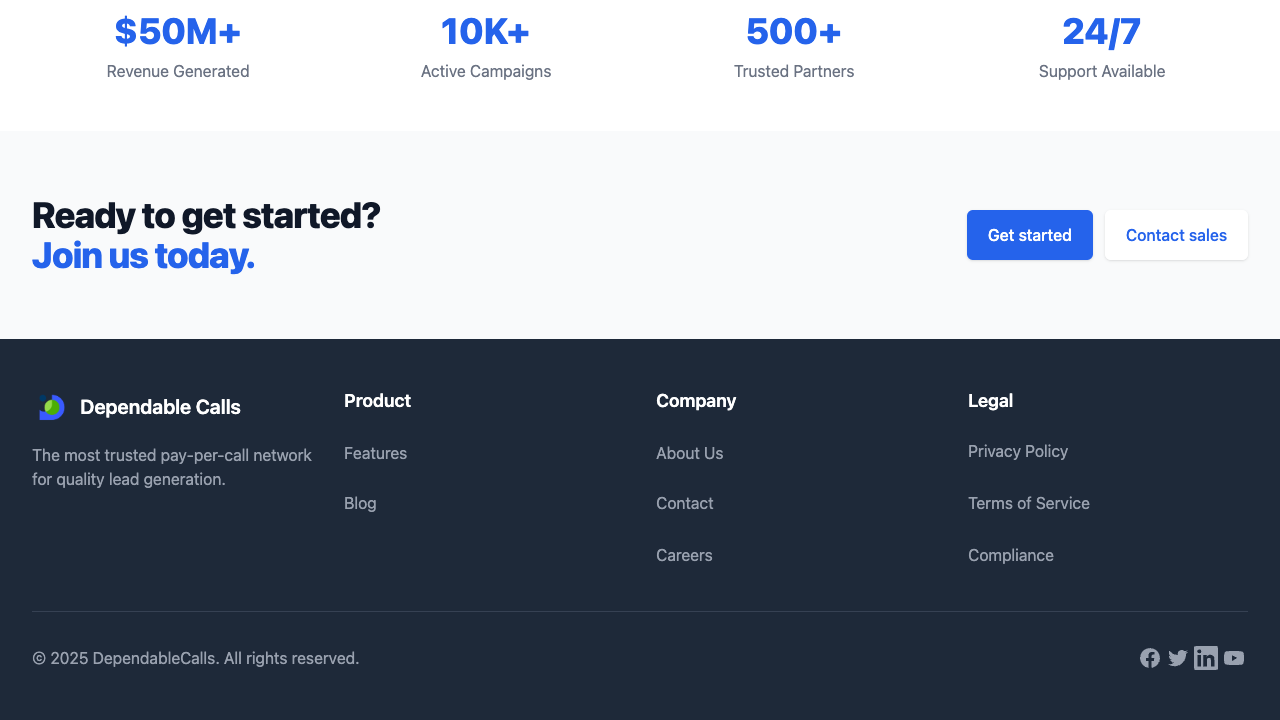 $50M+
Revenue Generated
10K+
Active Campaigns
500+
Trusted Partners
24/7
Support Available
Ready to get started?
Join us today.
Get started
Contact sales
Dependable Calls
The most trusted pay-per-call network
for quality lead generation.
Product
Features
Blog
Company
About Us
Contact
Careers
Legal
Privacy Policy
Terms of Service
Compliance
© 2025 DependableCalls. All rights reserved.
in